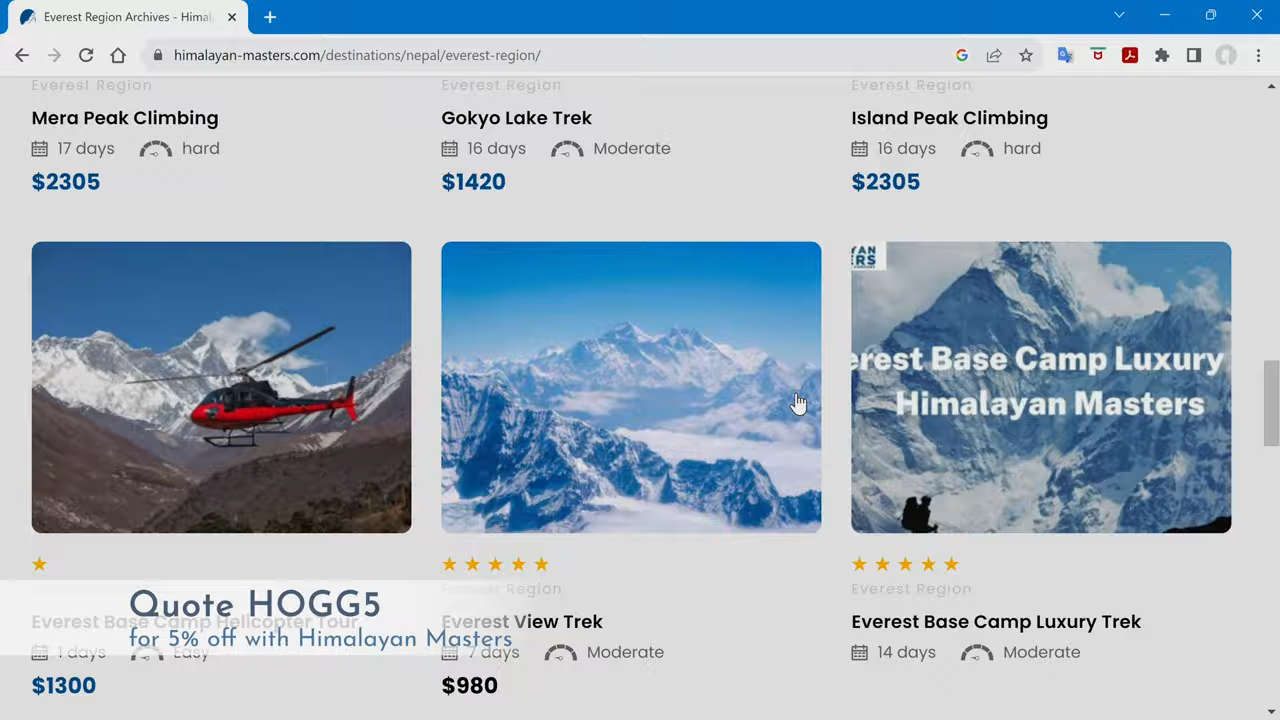 Everest Region Archives - Himal
himalayan-masters.com/destinations/nepal/everest-region/
Everest Region
Everest Region
Everest Region
Mera Peak Climbing
Gokyo Lake Trek
Island Peak Climbing
17 days
hard
16 days
Moderate
16 days
hard
$2305
$1420
$2305
YAN
ERS
erest Base Camp Luxury
Himalayan Masters
Everest Region
Everest Region
Quote HOGG5
for 5% off with Himalayan Masters
Everest Base Camp Helicopter Tour
Everest View Trek
Everest Base Camp Luxury Trek
1 days
Easy
7 days
Moderate
14 days
Moderate
$1300
$980